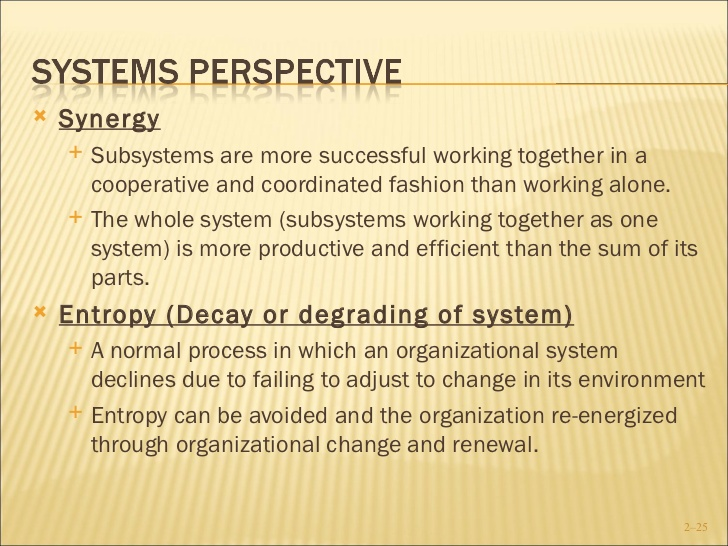 SYSTEMS PERSPECTIVE
Synergy
Subsystems are more successful working together in a
cooperative and coordinated fashion than working alone.
The whole system (subsystems working together as one
system) is more productive and efficient than the sum of its
parts.
Entropy (Decay or degrading of system)
A normal process in which an organizational system
declines due to failing to adjust to change in its environment
Entropy can be avoided and the organization re-energized
through organizational change and renewal.
2–25